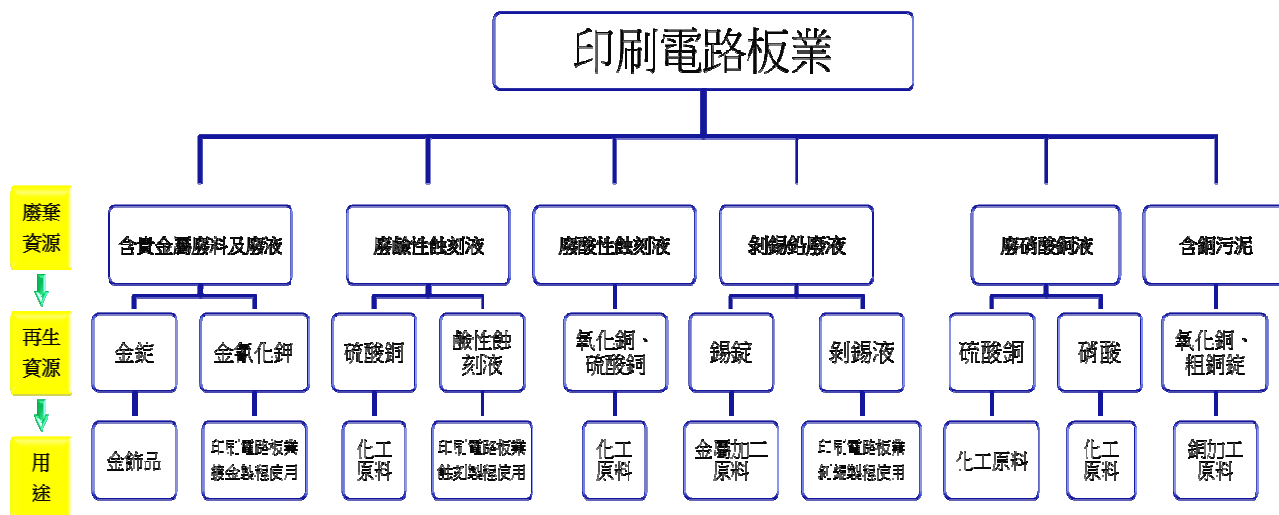 印刷電路板業
廢棄
資源
含貴金屬廢料及廢液
廢鹼性蝕刻液
廢酸性蝕刻液
剝錫鉛廢液
廢硝酸銅液
含銅污泥
再生
資源
金錠
金氰化鉀
硫酸銅
鹼性蝕
刻液
氧化銅、
硫酸銅
錫錠
剝錫液
硫酸銅
硝酸
氧化銅、
粗銅錠
用
途
金飾品
印刷電路板業
鍍金製程使用
化工
原料
印刷電路板業
蝕刻製程使用
化工
原料
金屬加工
原料
印刷電路板業
剝錫製程使用
化工原料
化工
原料
銅加工
原料